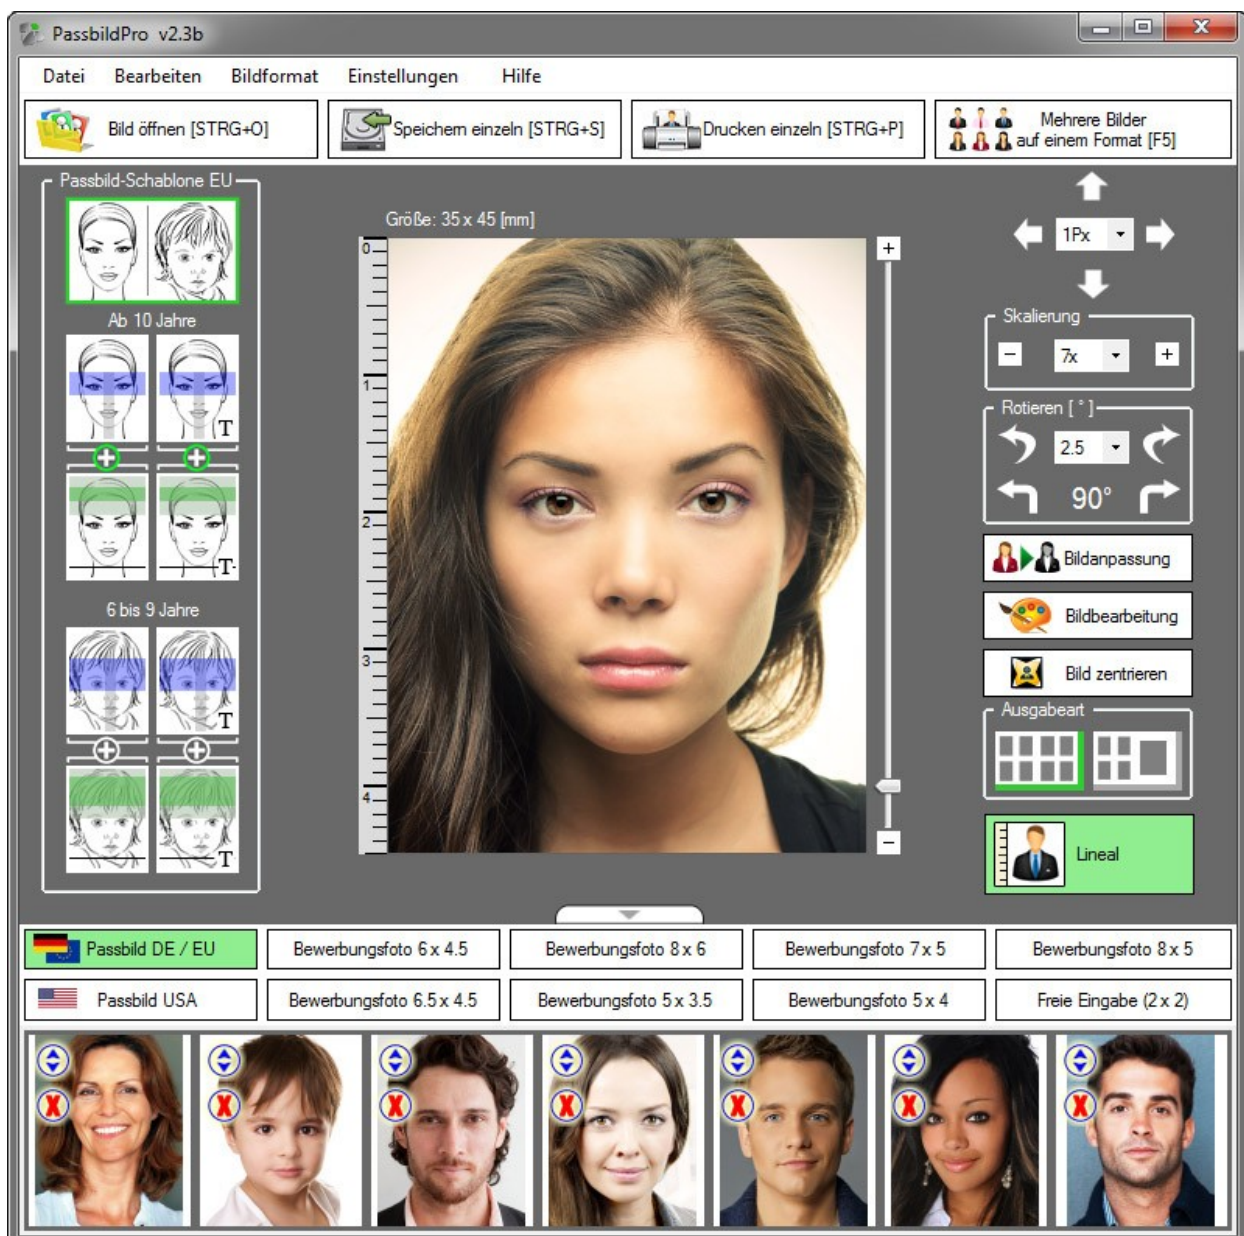 PassbildPro v2.3b
Datei Bearbeiten Bildformat Einstellungen Hilfe
Bild öffnen [STRG+O]
Speichern einzeln [STRG+S]
Drucken einzeln [STRG+P]
Mehrere Bilder
auf einem Format [F5]
Passbild-Schablone EU
Ab 10 Jahre
T
T
6 bis 9 Jahre
T
T
Größe: 35 x 45 [mm]
0
1
2
3
4
+
−
1Px
Skalierung
− 7x +
Rotieren [ ° ]
2.5
90°
Bildanpassung
Bildbearbeitung
Bild zentrieren
Ausgabeart
Lineal
Passbild DE / EU
Bewerbungsfoto 6 x 4.5
Bewerbungsfoto 8 x 6
Bewerbungsfoto 7 x 5
Bewerbungsfoto 8 x 5
Passbild USA
Bewerbungsfoto 6.5 x 4.5
Bewerbungsfoto 5 x 3.5
Bewerbungsfoto 5 x 4
Freie Eingabe (2 x 2)
X X X X X X X